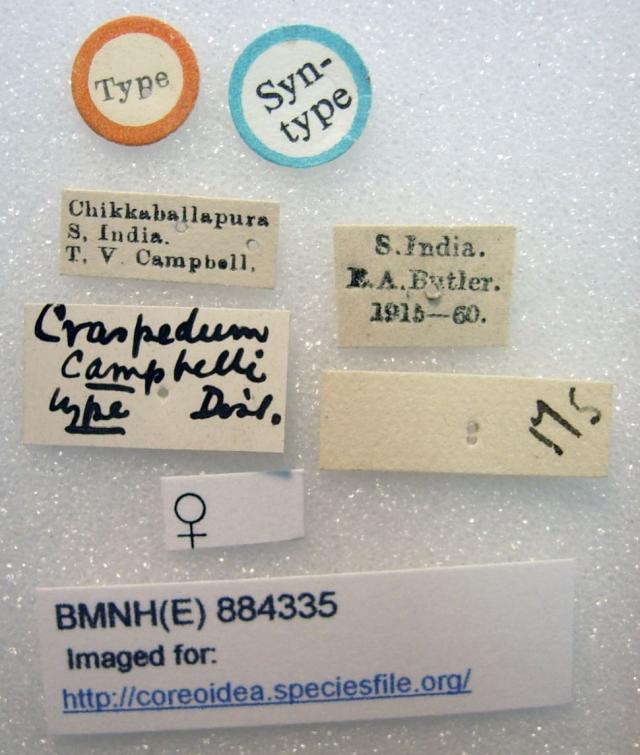 Type
Syn-
type
Chikkaballapura
S. India.
T. V. Campbell.
S. India.
E. A. Butler.
1915—60.
Craspedum
Campbelli
type Dist.
175
♀
BMNH(E) 884335
Imaged for:
http://coreoidea.speciesfile.org/